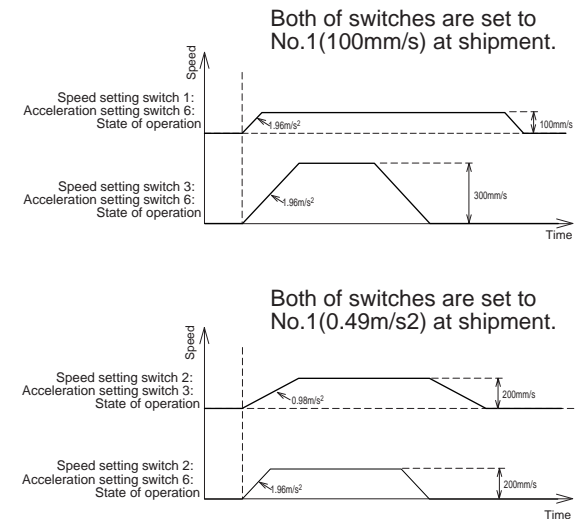 Both of switches are set to
No.1(100mm/s) at shipment.
Speed
Speed setting switch 1:
Acceleration setting switch 6:
State of operation
1.96m/s²
100mm/s
Speed setting switch 3:
Acceleration setting switch 6:
State of operation
1.96m/s²
300mm/s
Time
Both of switches are set to
No.1(0.49m/s2) at shipment.
Speed
Speed setting switch 2:
Acceleration setting switch 3:
State of operation
0.98m/s²
200mm/s
Speed setting switch 2:
Acceleration setting switch 6:
State of operation
1.96m/s²
200mm/s
Time